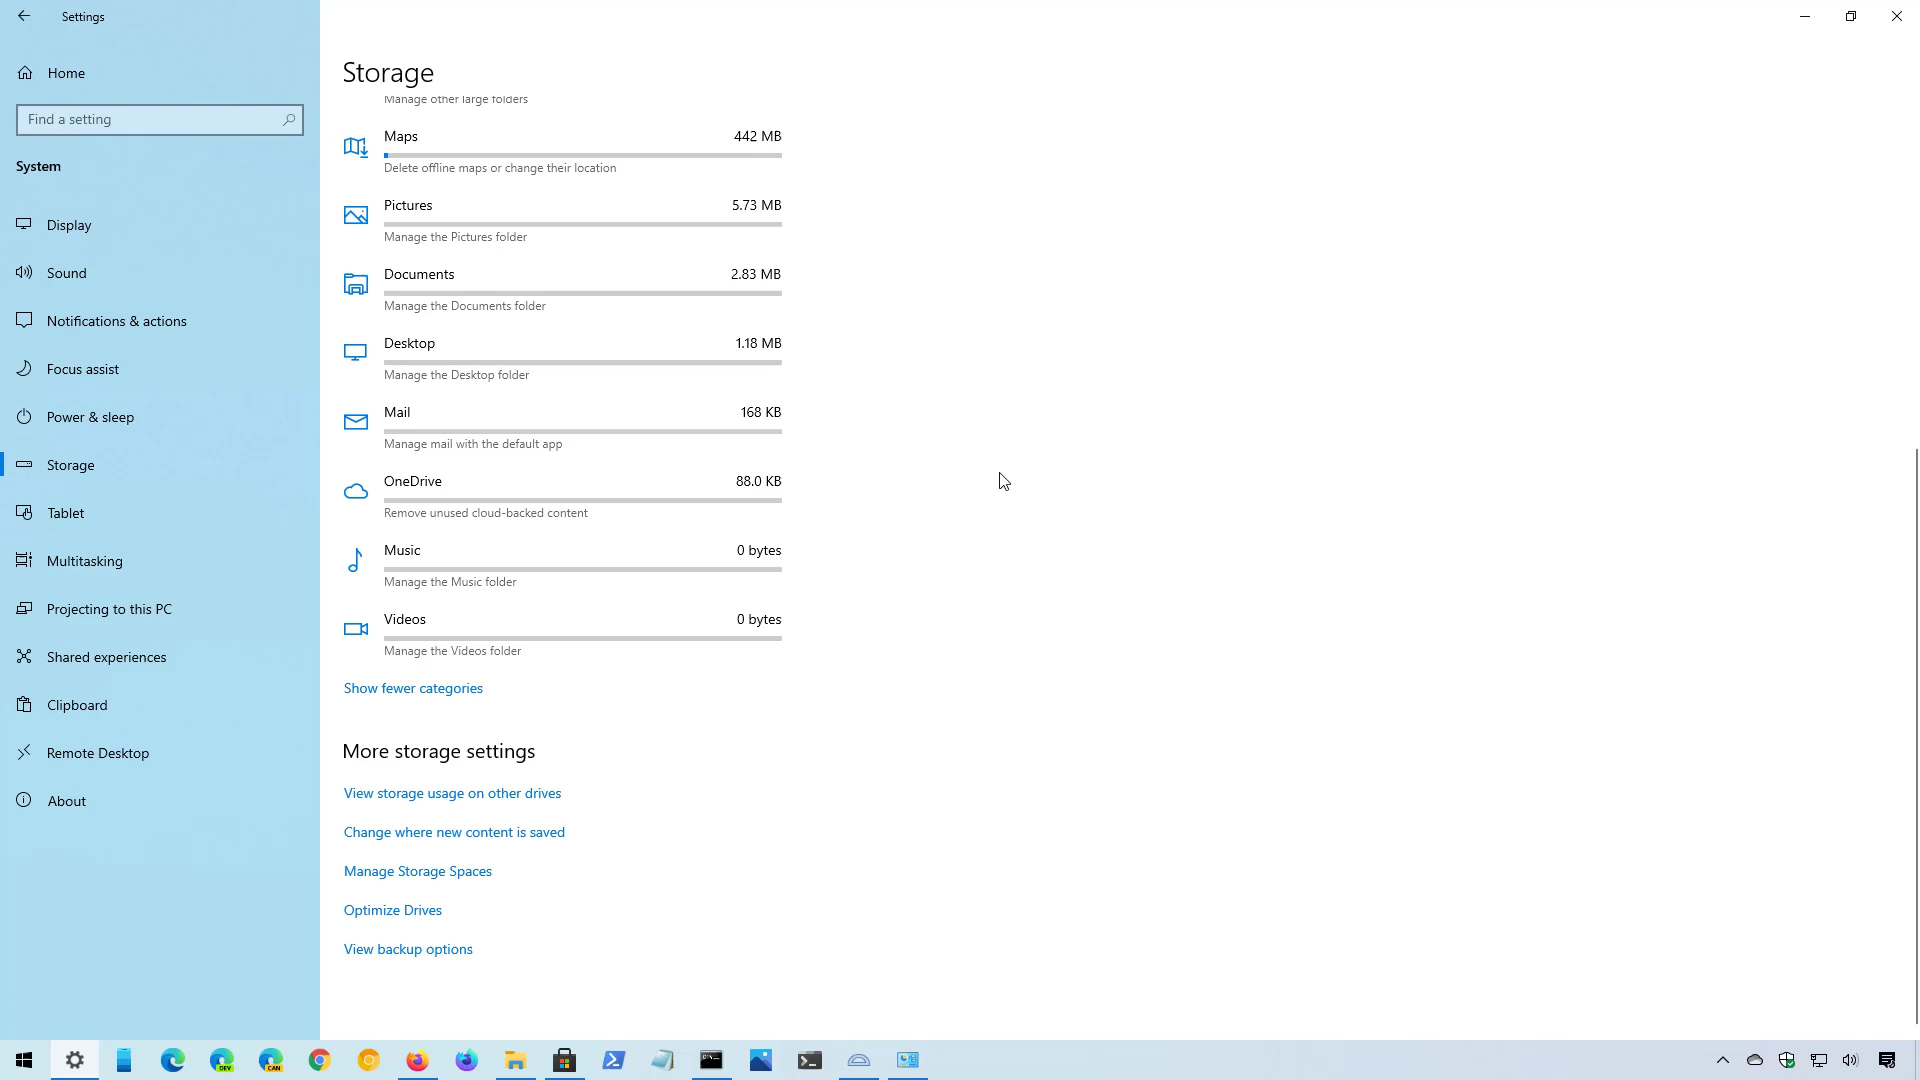 Settings
Home
Find a setting
System
Display
Sound
Notifications & actions
Focus assist
Power & sleep
Storage
Tablet
Multitasking
Projecting to this PC
Shared experiences
Clipboard
Remote Desktop
About
Storage
Manage other large folders
Maps 442 MB
Delete offline maps or change their location
Pictures 5.73 MB
Manage the Pictures folder
Documents 2.83 MB
Manage the Documents folder
Desktop 1.18 MB
Manage the Desktop folder
Mail 168 KB
Manage mail with the default app
OneDrive 88.0 KB
Remove unused cloud-backed content
Music 0 bytes
Manage the Music folder
Videos 0 bytes
Manage the Videos folder
Show fewer categories
More storage settings
View storage usage on other drives
Change where new content is saved
Manage Storage Spaces
Optimize Drives
View backup options
DEV
CAN